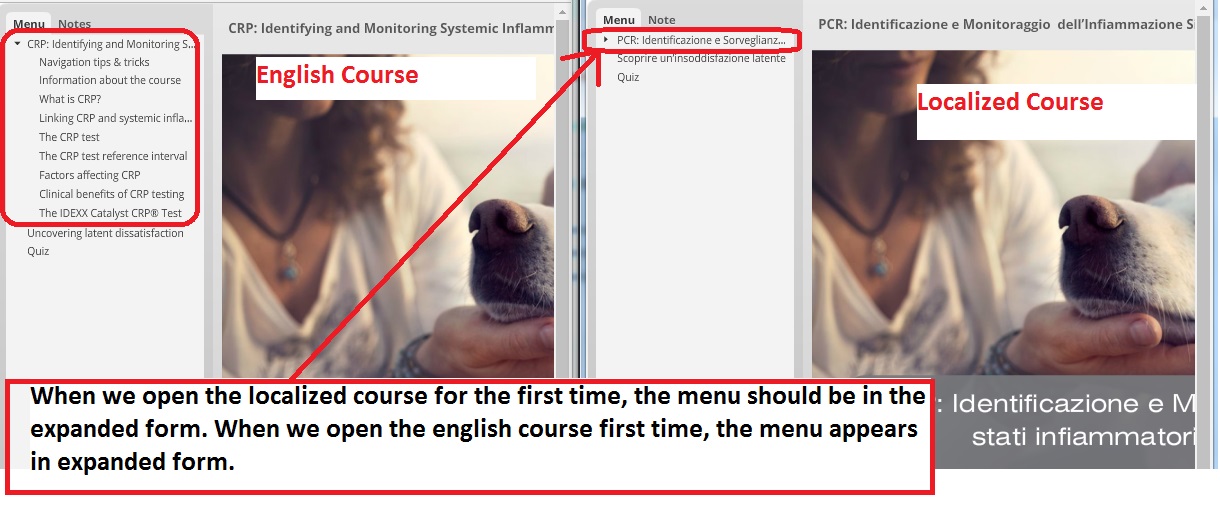 Menu Notes
CRP: Identifying and Monitoring S...
Navigation tips & tricks
Information about the course
What is CRP?
Linking CRP and systemic infla...
The CRP test
The CRP test reference interval
Factors affecting CRP
Clinical benefits of CRP testing
The IDEXX Catalyst CRP® Test
Uncovering latent dissatisfaction
Quiz
CRP: Identifying and Monitoring Systemic Inflamm
English Course
Menu Note
PCR: Identificazione e Sorveglianz...
Scoprire un'insoddisfazione latente
Quiz
PCR: Identificazione e Monitoraggio dell'Infiammazione S
Localized Course
: Identificazione e M
stati infiammatori
When we open the localized course for the first time, the menu should be in the
expanded form. When we open the english course first time, the menu appears
in expanded form.